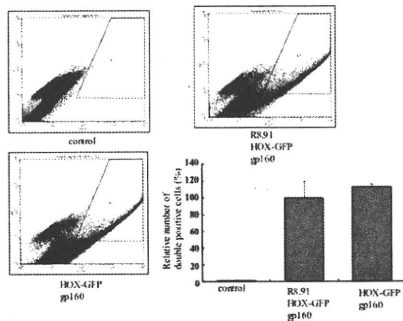 control
R8.91
HOX-GFP
gp160
HOX-GFP
gp160
Relative number of
double positive cells (%)
140
120
100
80
60
40
20
0
control
R8.91
HOX-GFP
gp160
HOX-GFP
gp160